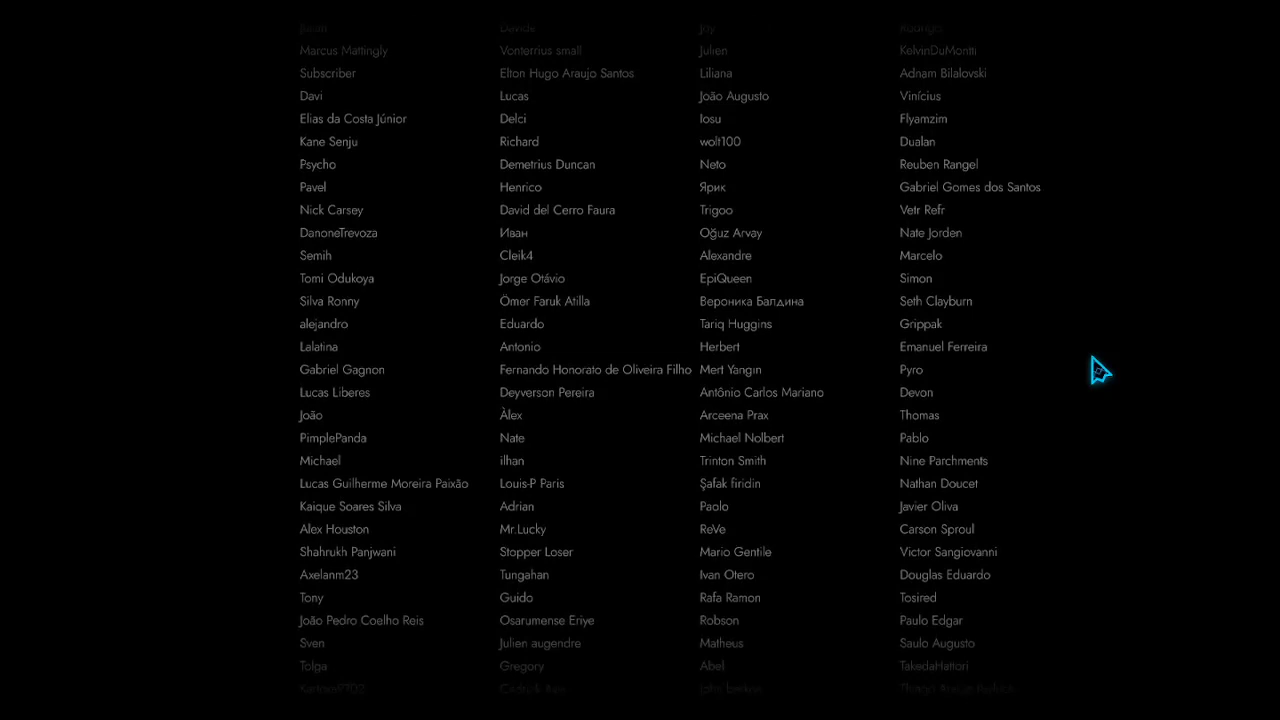 Davide
Joy
Rodrigo
Marcus Mattingly
Vonterrius small
Julien
KelvinDuMontti
Subscriber
Elton Hugo Araujo Santos
Liliana
Adnam Bilalovski
Davi
Lucas
João Augusto
Vinícius
Elias da Costa Júnior
Delci
Iosu
Flyamzim
Kane Senju
Richard
wolt100
Dualan
Psycho
Demetrius Duncan
Neto
Reuben Rangel
Pavel
Henrico
Ярик
Gabriel Gomes dos Santos
Nick Carsey
David del Cerro Faura
Trigoo
Vetr Refr
DanoneTrevoza
Иван
Oğuz Arvay
Nate Jorden
Semih
Cleik4
Alexandre
Marcelo
Tomi Odukoya
Jorge Otávio
EpiQueen
Simon
Silva Ronny
Ömer Faruk Atilla
Вероника Балдина
Seth Clayburn
alejandro
Eduardo
Tariq Huggins
Grippak
Lalatina
Antonio
Herbert
Emanuel Ferreira
Gabriel Gagnon
Fernando Honorato de Oliveira Filho
Mert Yangın
Pyro
Lucas Liberes
Deyverson Pereira
Antônio Carlos Mariano
Devon
João
Àlex
Arceena Prax
Thomas
PimplePanda
Nate
Michael Nolbert
Pablo
Michael
ilhan
Trinton Smith
Nine Parchments
Lucas Guilherme Moreira Paixão
Louis-P Paris
Şafak firidin
Nathan Doucet
Kaique Soares Silva
Adrian
Paolo
Javier Oliva
Alex Houston
Mr.Lucky
ReVe
Carson Sproul
Shahrukh Panjwani
Stopper Loser
Mario Gentile
Victor Sangiovanni
Axelanm23
Tungahan
Ivan Otero
Douglas Eduardo
Tony
Guido
Rafa Ramon
Tosired
João Pedro Coelho Reis
Osarumense Eriye
Robson
Paulo Edgar
Sven
Julien augendre
Matheus
Saulo Augusto
Tolga
Gregory
Abel
TakedaHattori